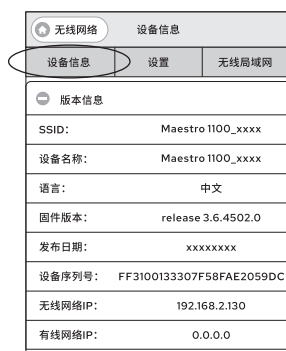 无线网络 设备信息
设备信息 设置 无线局域网
版本信息
SSID： Maestro 1100_xxxx
设备名称： Maestro 1100_xxxx
语言： 中文
固件版本： release 3.6.4502.0
发布日期： xxxxxxxx
设备序列号： FF3100133307F58FAE2059DC
无线网络IP： 192.168.2.130
有线网络IP： 0.0.0.0